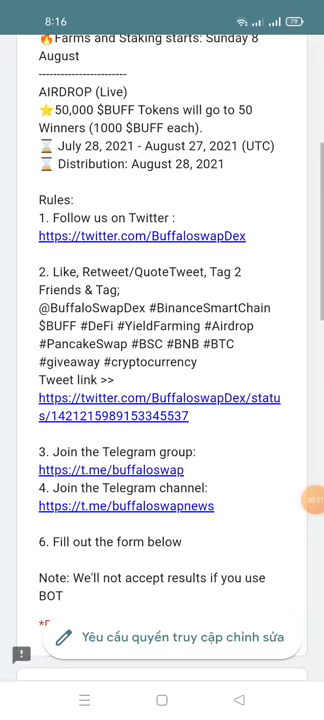 8:16
79
🔥Farms and Staking starts: Sunday 8
August
------------------------
AIRDROP (Live)
⭐50,000 $BUFF Tokens will go to 50
Winners (1000 $BUFF each).
⌛ July 28, 2021 - August 27, 2021 (UTC)
⌛ Distribution: August 28, 2021
Rules:
1. Follow us on Twitter :
https://twitter.com/BuffaloswapDex
2. Like, Retweet/QuoteTweet, Tag 2
Friends & Tag;
@BuffaloSwapDex #BinanceSmartChain
$BUFF #DeFi #YieldFarming #Airdrop
#PancakeSwap #BSC #BNB #BTC
#giveaway #cryptocurrency
Tweet link >>
https://twitter.com/BuffaloswapDex/statu
s/1421215989153345537
3. Join the Telegram group:
https://t.me/buffaloswap
4. Join the Telegram channel:
https://t.me/buffaloswapnews
6. Fill out the form below
Note: We'll not accept results if you use
BOT
Yêu cầu quyền truy cập chỉnh sửa